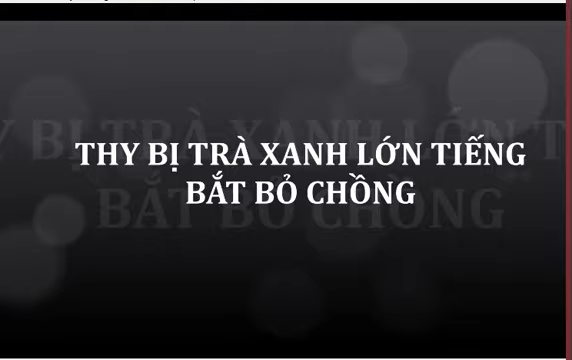 THY BỊ TRÀ XANH LỚN TIẾNG
BẮT BỎ CHỒNG